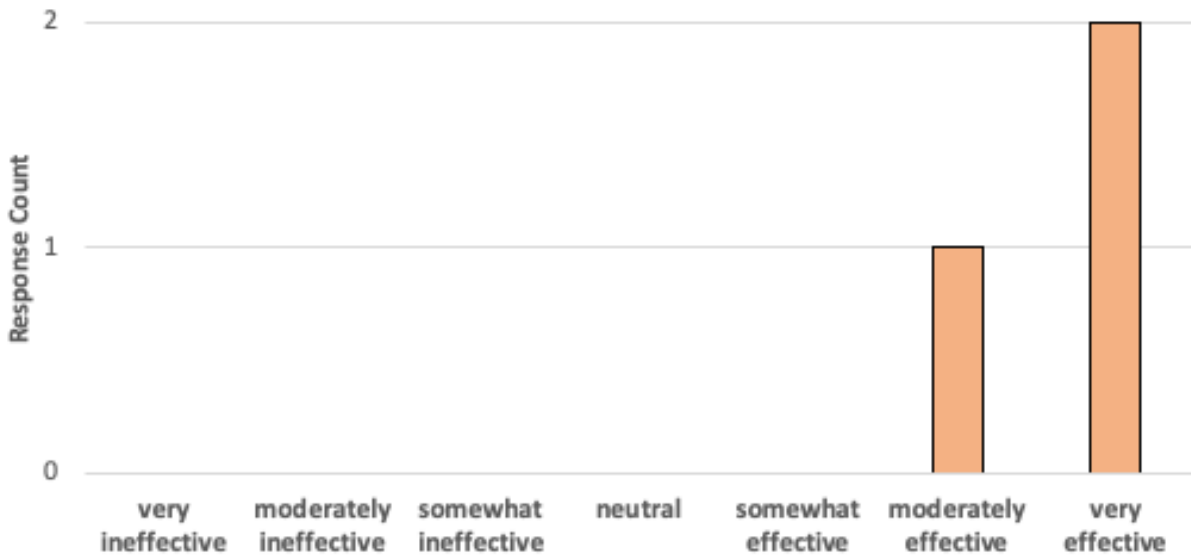 2
1
0
Response Count
very ineffective
moderately ineffective
somewhat ineffective
neutral
somewhat effective
moderately effective
very effective